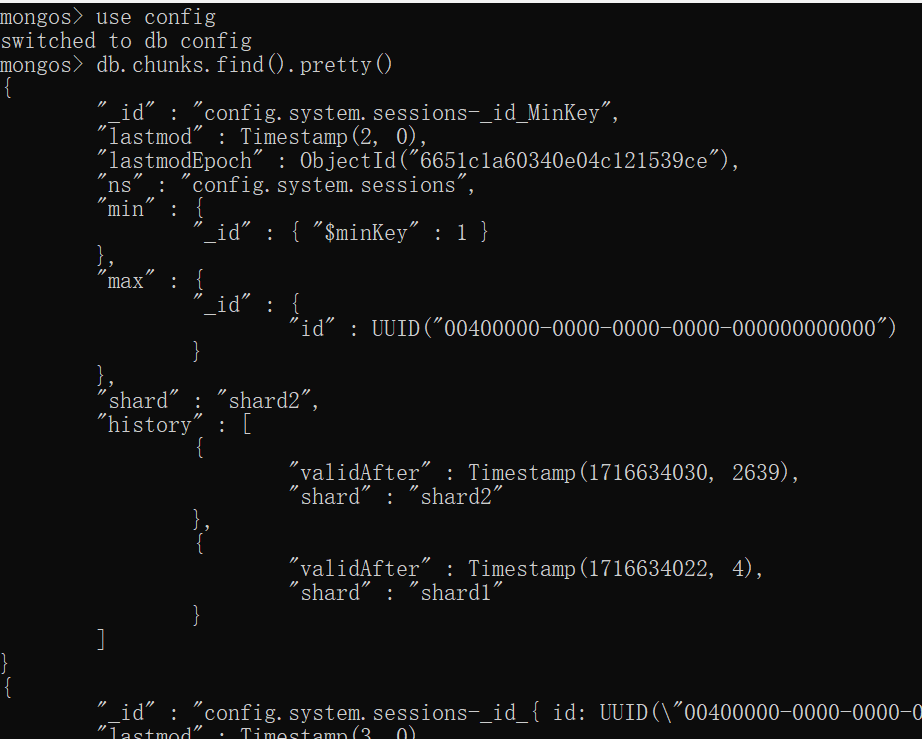 mongos> use config
switched to db config
mongos> db.chunks.find().pretty()
{
"_id" : "config.system.sessions-_id_MinKey",
"lastmod" : Timestamp(2, 0),
"lastmodEpoch" : ObjectId("6651c1a60340e04c121539ce"),
"ns" : "config.system.sessions",
"min" : {
"_id" : { "$minKey" : 1 }
},
"max" : {
"_id" : {
"id" : UUID("00400000-0000-0000-0000-000000000000")
}
},
"shard" : "shard2",
"history" : [
{
"validAfter" : Timestamp(1716634030, 2639),
"shard" : "shard2"
},
{
"validAfter" : Timestamp(1716634022, 4),
"shard" : "shard1"
}
]
}
{
"_id" : "config.system.sessions-_id_{ id: UUID(\"00400000-0000-0000-0
"lastmod" : Timestamp(3, 0)